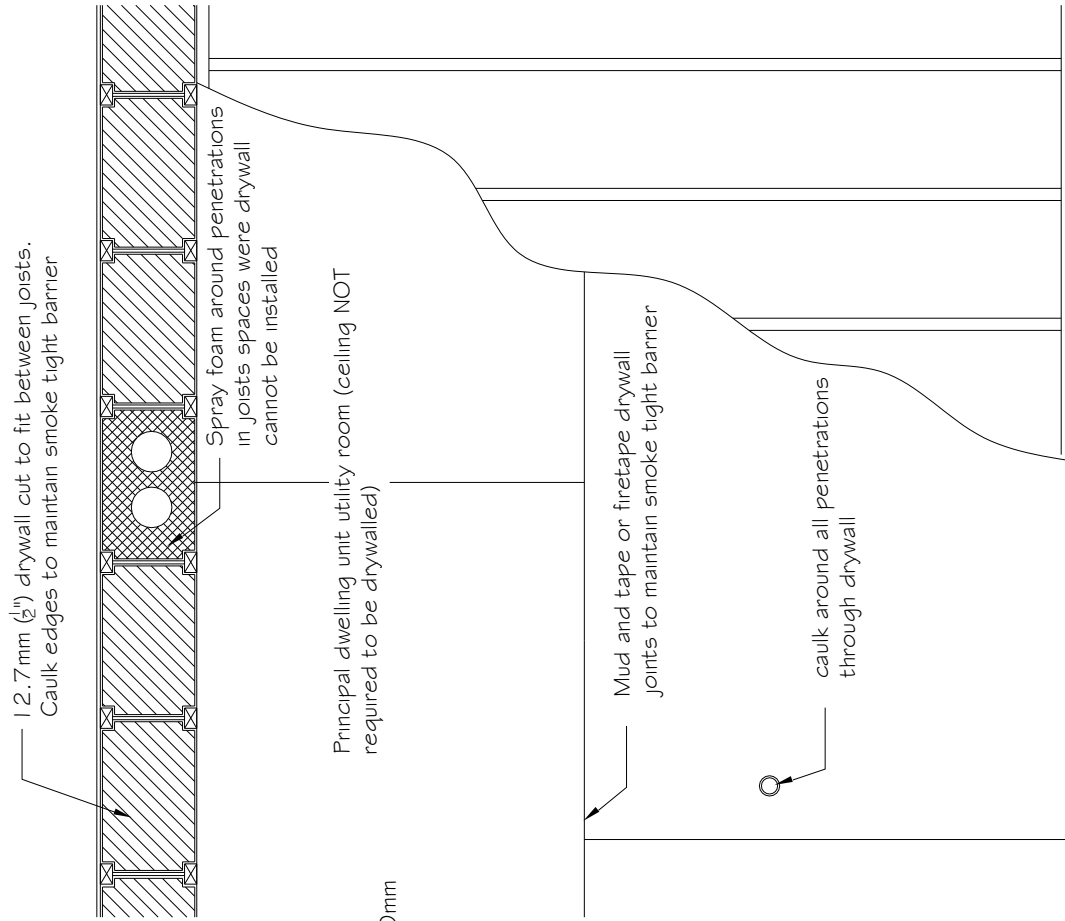 12.7mm (1/2") drywall cut to fit between joists.
Caulk edges to maintain smoke tight barrier
Spray foam around penetrations
in joists spaces were drywall
cannot be installed
Principal dwelling unit utility room (ceiling NOT
required to be drywalled)
Mud and tape or firetape drywall
joints to maintain smoke tight barrier
caulk around all penetrations
through drywall
0mm